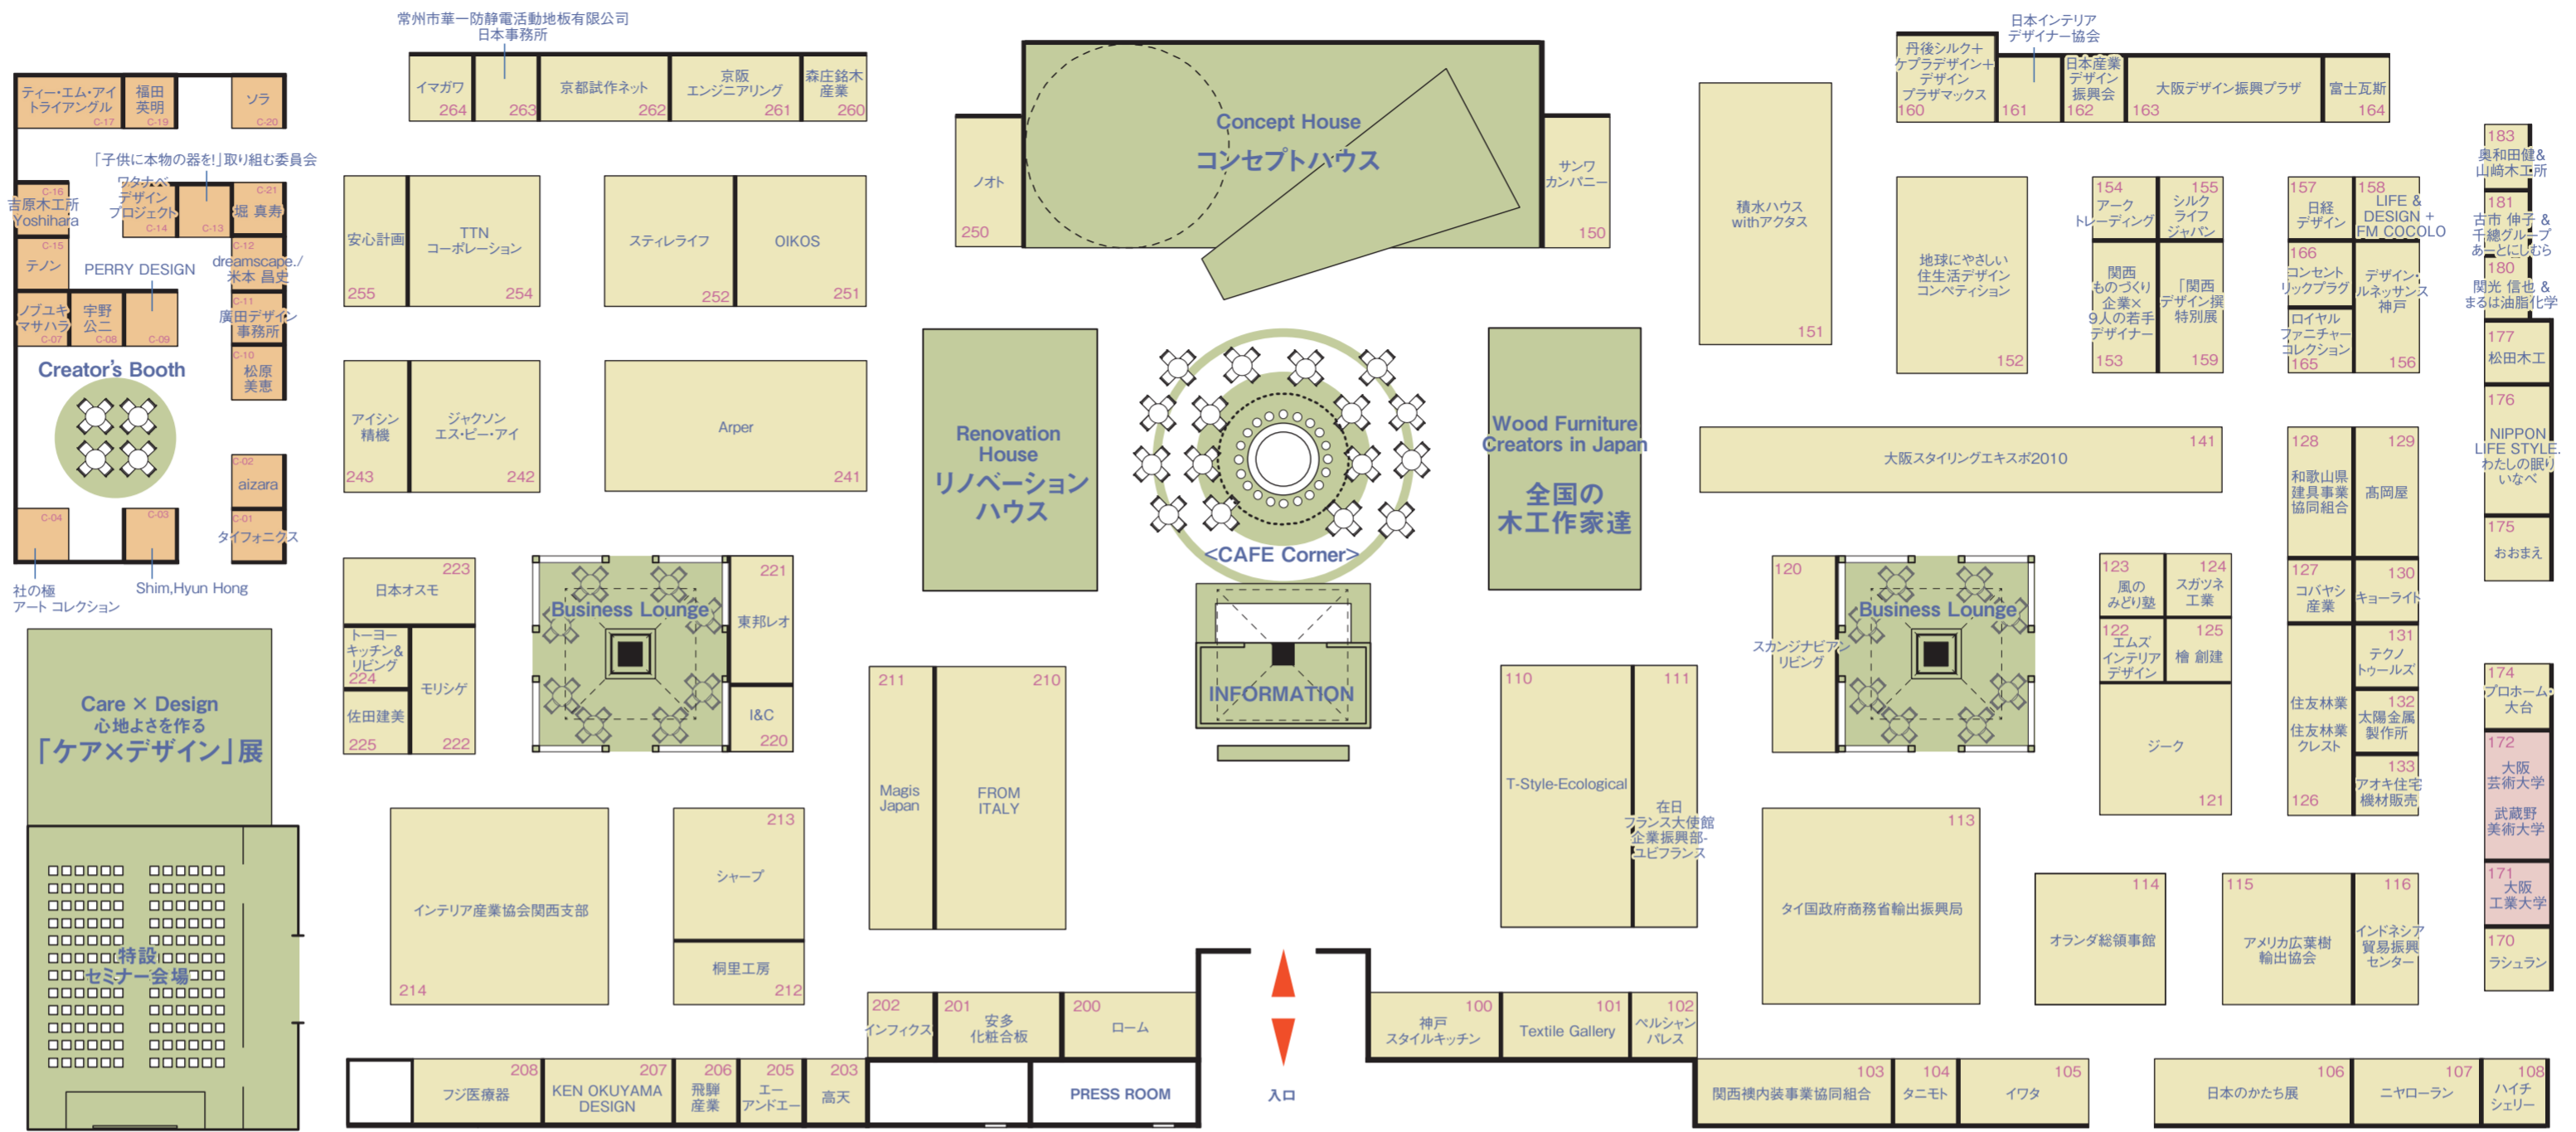 常州市華一防静電活動地板有限公司
日本事務所
イマガワ
264
263
京都試作ネット
262
京阪
エンジニアリング
261
森庄銘木
産業
260
ティー・エム・アイ
トライアングル
C-17
福田
英明
C-19
ソラ
C-20
「子供に本物の器を!」取り組む委員会
C-16
吉原木工所
Yoshihara
ワタナベ
デザイン
プロジェクト
C-14
C-13
C-21
堀 真寿
C-15
テノン
PERRY DESIGN
C-12
dreamscape./
米本 昌史
ノブユキ
マサハラ
C-07
宇野
公二
C-08
C-09
C-11
廣田デザイン
事務所
C-10
松原
美恵
Creator's Booth
C-02
aizara
C-01
タイフォニクス
C-04
C-03
社の極
アート コレクション
Shim,Hyun Hong
Care × Design
心地よさを作る
「ケア×デザイン」展
特設
セミナー会場
安心計画
255
TTN
コーポレーション
254
スティレライフ
252
OIKOS
251
アイシン
精機
243
ジャクソン
エス・ビー・アイ
242
Arper
241
223
日本オスモ
トーヨー
キッチン&
リビング
224
モリシゲ
222
佐田建美
225
Business Lounge
221
東邦レオ
I&C
220
インテリア産業協会関西支部
214
213
シャープ
桐里工房
212
211
Magis
Japan
210
FROM
ITALY
202
インフィクス
201
安多
化粧合板
200
ローム
208
フジ医療器
207
KEN OKUYAMA
DESIGN
206
飛騨
産業
205
エー
アンドエー
203
高天
PRESS ROOM
入口
ノオト
250
Concept House
コンセプトハウス
サンワ
カンパニー
150
Renovation
House
リノベーション
ハウス
<CAFE Corner>
INFORMATION
Wood Furniture
Creators in Japan
全国の
木工作家達
積水ハウス
withアクタス
151
丹後シルク+
ケプラデザイン+
デザイン
プラザマックス
160
日本インテリア
デザイナー協会
161
日本産業
デザイン
振興会
162
大阪デザイン振興プラザ
163
富士瓦斯
164
地球にやさしい
住生活デザイン
コンペティション
152
154
アーク
トレーディング
155
シルク
ライフ
ジャパン
関西
ものづくり
企業×
9人の若手
デザイナー
153
「関西
デザイン撰
特別展
159
157
日経
デザイン
158
LIFE &
DESIGN +
FM COCOLO
166
コンセント
リックプラグ
ロイヤル
ファニチャー
コレクション
165
デザイン・
ルネッサンス
神戸
156
183
奥和田健&
山﨑木工所
181
古市 伸子 &
千總グループ
あーとにしむら
180
関光 信也 &
まるは油脂化学
177
松田木工
176
NIPPON
LIFE STYLE.
わたしの眠り
いなべ
175
おおまえ
141
大阪スタイリングエキスポ2010
128
和歌山県
建具事業
協同組合
129
髙岡屋
127
コバヤシ
産業
130
キョーライト
131
テクノ
トゥールズ
住友林業
住友林業
クレスト
126
132
太陽金属
製作所
133
アオキ住宅
機材販売
120
スカンジナビアン
リビング
Business Lounge
123
風の
みどり塾
124
スガツネ
工業
122
エムズ
インテリア
デザイン
125
檜 創建
ジーク
121
110
T-Style-Ecological
111
在日
フランス大使館
企業振興部-
ユビフランス
113
タイ国政府商務省輸出振興局
114
オランダ総領事館
115
アメリカ広葉樹
輸出協会
116
インドネシア
貿易振興
センター
174
プロホーム・
大台
172
大阪
芸術大学
武蔵野
美術大学
171
大阪
工業大学
170
ラシュラン
100
神戸
スタイルキッチン
101
Textile Gallery
102
ペルシャン
パレス
103
関西襖内装事業協同組合
104
タニモト
105
イワタ
106
日本のかたち展
107
ニヤローラン
108
ハイチ
シェリー